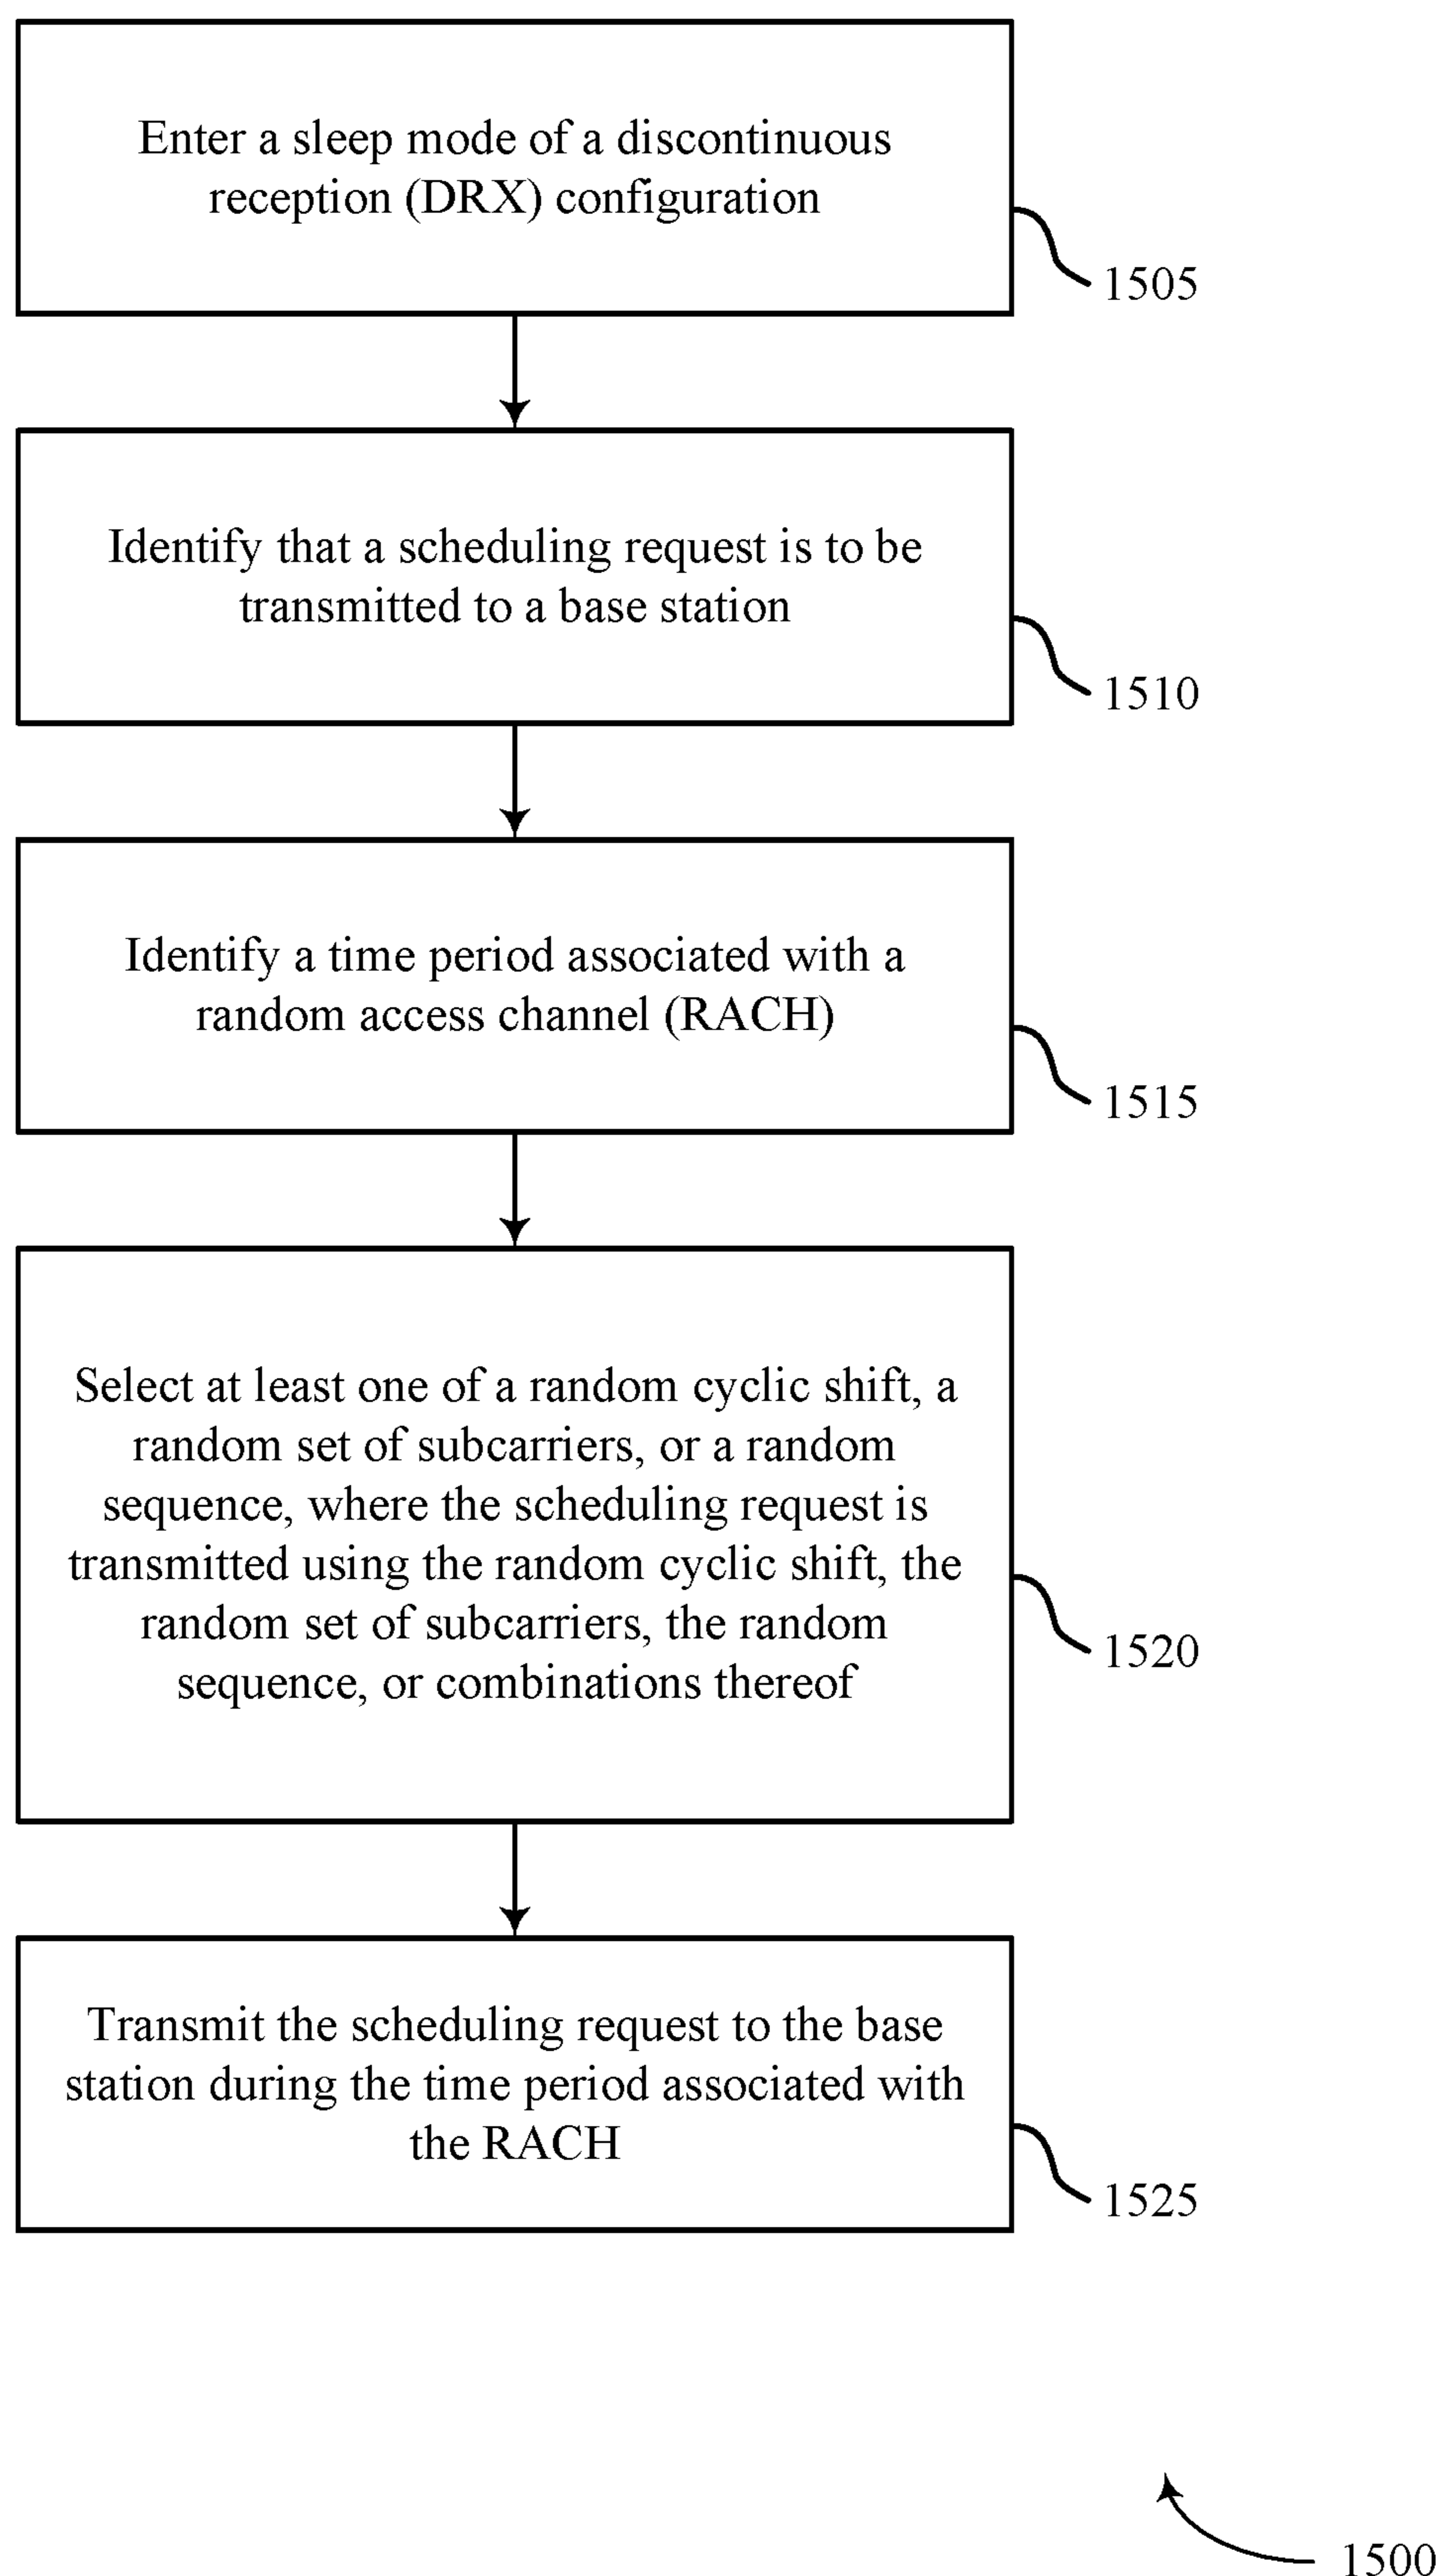 Enter a sleep mode of a discontinuous
reception (DRX) configuration
1505
Identify that a scheduling request is to be
transmitted to a base station
1510
Identify a time period associated with a
random access channel (RACH)
1515
Select at least one of a random cyclic shift, a
random set of subcarriers, or a random
sequence, where the scheduling request is
transmitted using the random cyclic shift, the
random set of subcarriers, the random
sequence, or combinations thereof
1520
Transmit the scheduling request to the base
station during the time period associated with
the RACH
1525
1500